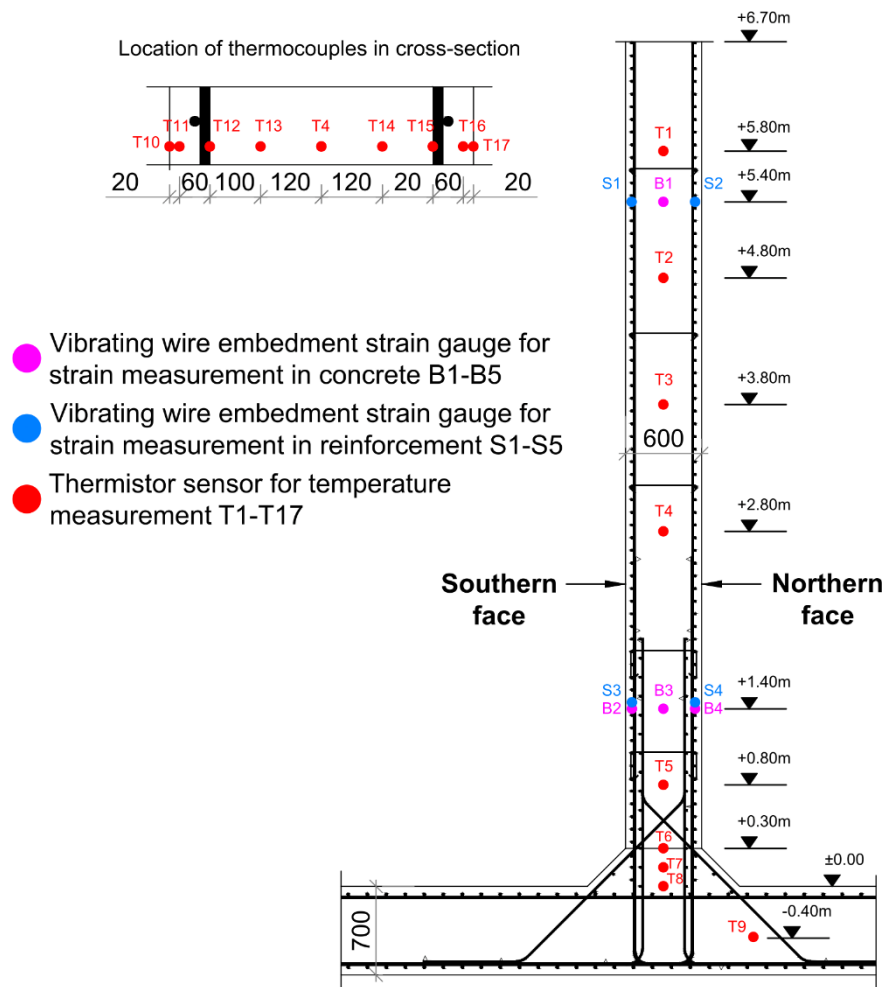 +6.70m
Location of thermocouples in cross-section
T11 T12 T13 T4 T14 T15 T16
T10 T17
T1
+5.80m
20 60 100 120 120 20 60 20
S1 B1 S2
+5.40m
T2
+4.80m
Vibrating wire embedment strain gauge for
strain measurement in concrete B1-B5
Vibrating wire embedment strain gauge for
strain measurement in reinforcement S1-S5
Thermistor sensor for temperature
measurement T1-T17
T3
+3.80m
600
T4
+2.80m
Southern
face
Northern
face
S3 B3 S4
+1.40m
B2 B4
T5
+0.80m
+0.30m
T6
T7
T8
±0.00
700
T9
-0.40m